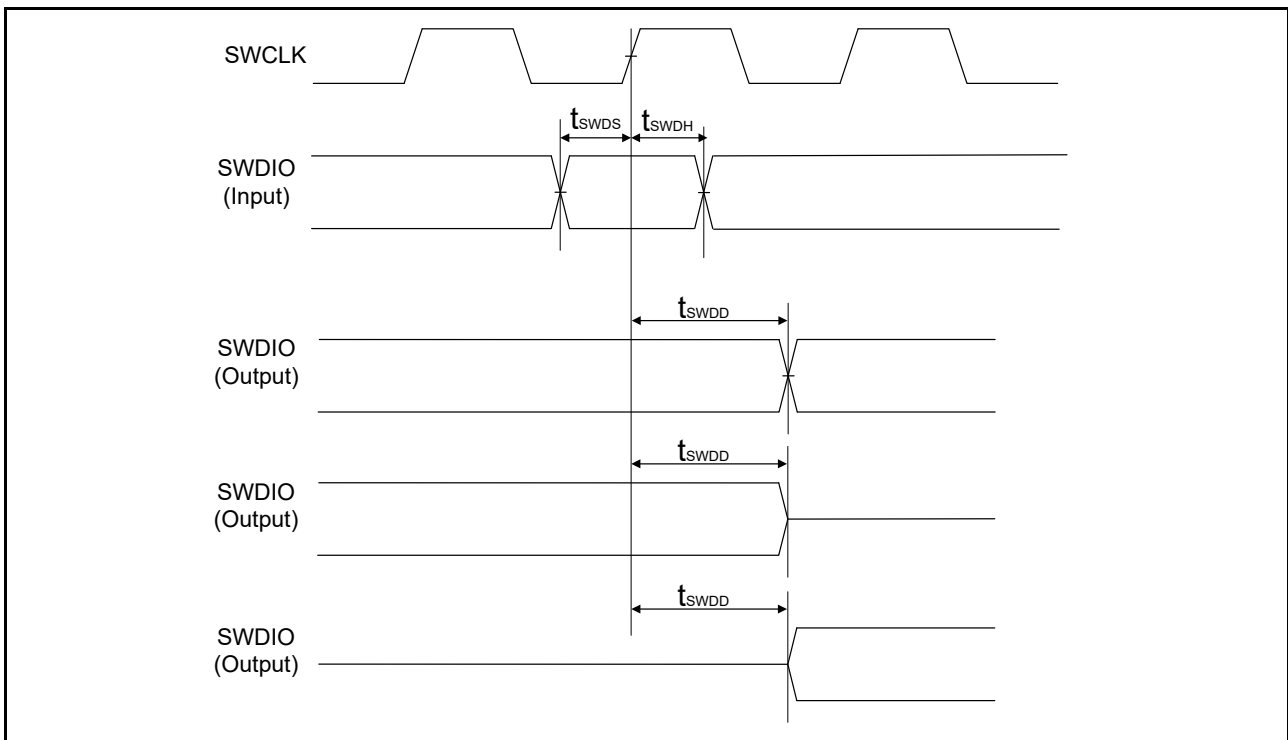 SWCLK
tSWDS tSWDH
SWDIO
(Input)
tSWDD
SWDIO
(Output)
tSWDD
SWDIO
(Output)
tSWDD
SWDIO
(Output)